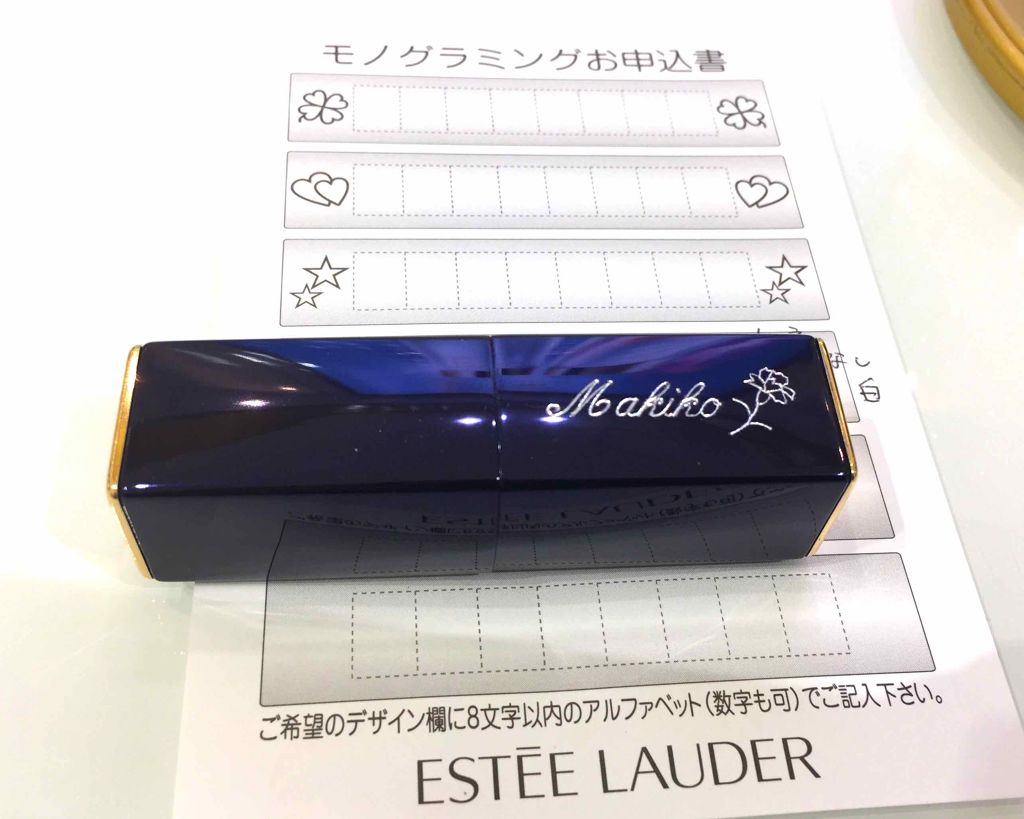 モノグラミングお申込書
Makiko
ご希望のデザイン欄に8文字以内のアルファベット(数字も可)でご記入下さい。
ESTĒE LAUDER